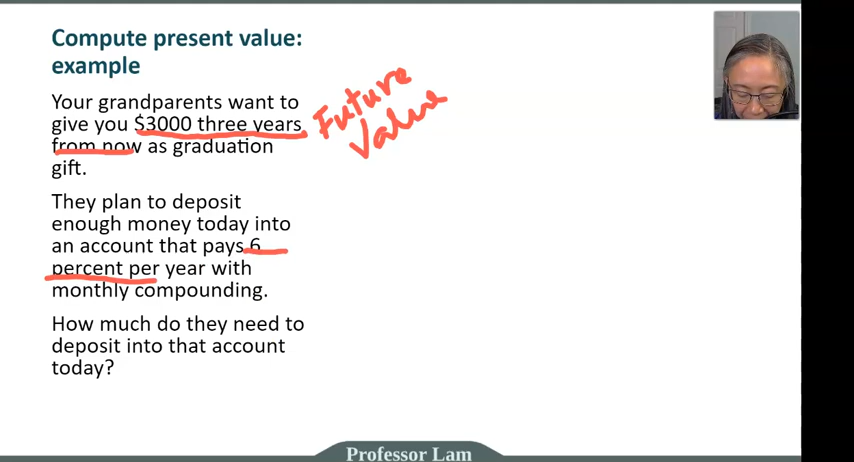 Compute present value:
example
Your grandparents want to
give you $3000 three years
from now as graduation
gift.
Future
Value
They plan to deposit
enough money today into
an account that pays 6
percent per year with
monthly compounding.
How much do they need to
deposit into that account
today?
Professor Lam